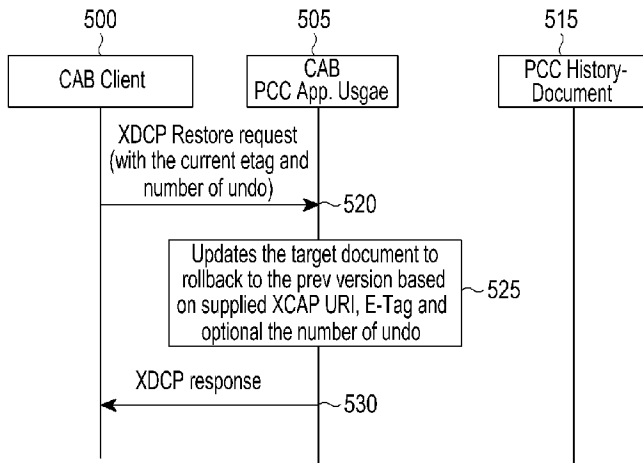 500
505
515
CAB Client
CAB
PCC App. Usgae
PCC History-
Document
XDCP Restore request
(with the current etag and
number of undo)
520
Updates the target document to
rollback to the prev version based
on supplied XCAP URI, E-Tag and
optional the number of undo
525
XDCP response
530